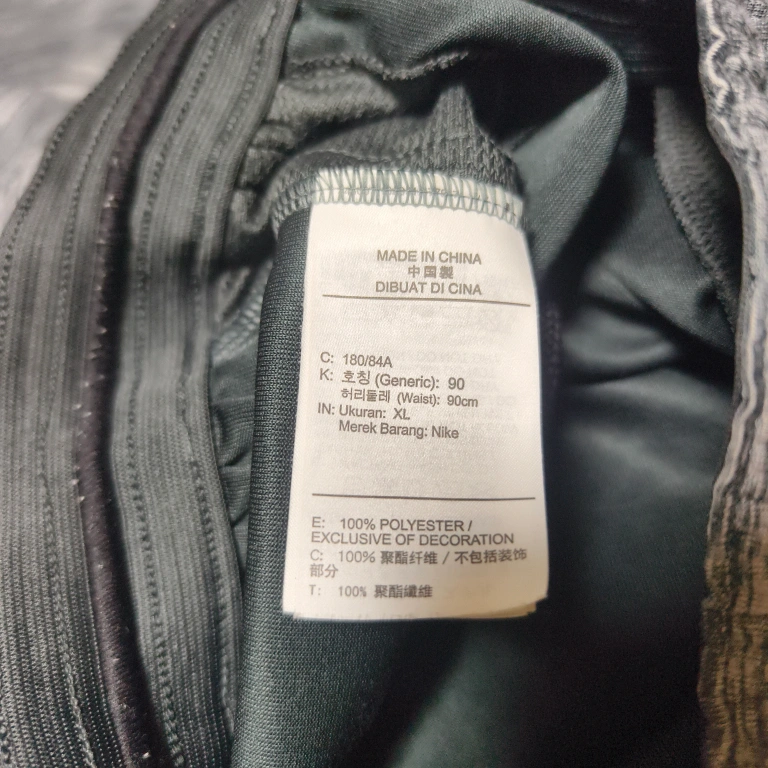 MADE IN CHINA
中国製
DIBUAT DI CINA
C: 180/84A
K: 호칭 (Generic): 90
허리둘레 (Waist): 90cm
IN: Ukuran: XL
Merek Barang: Nike
E: 100% POLYESTER /
EXCLUSIVE OF DECORATION
C: 100% 聚酯纤维 / 不包括装饰
部分
T: 100% 聚酯纖維